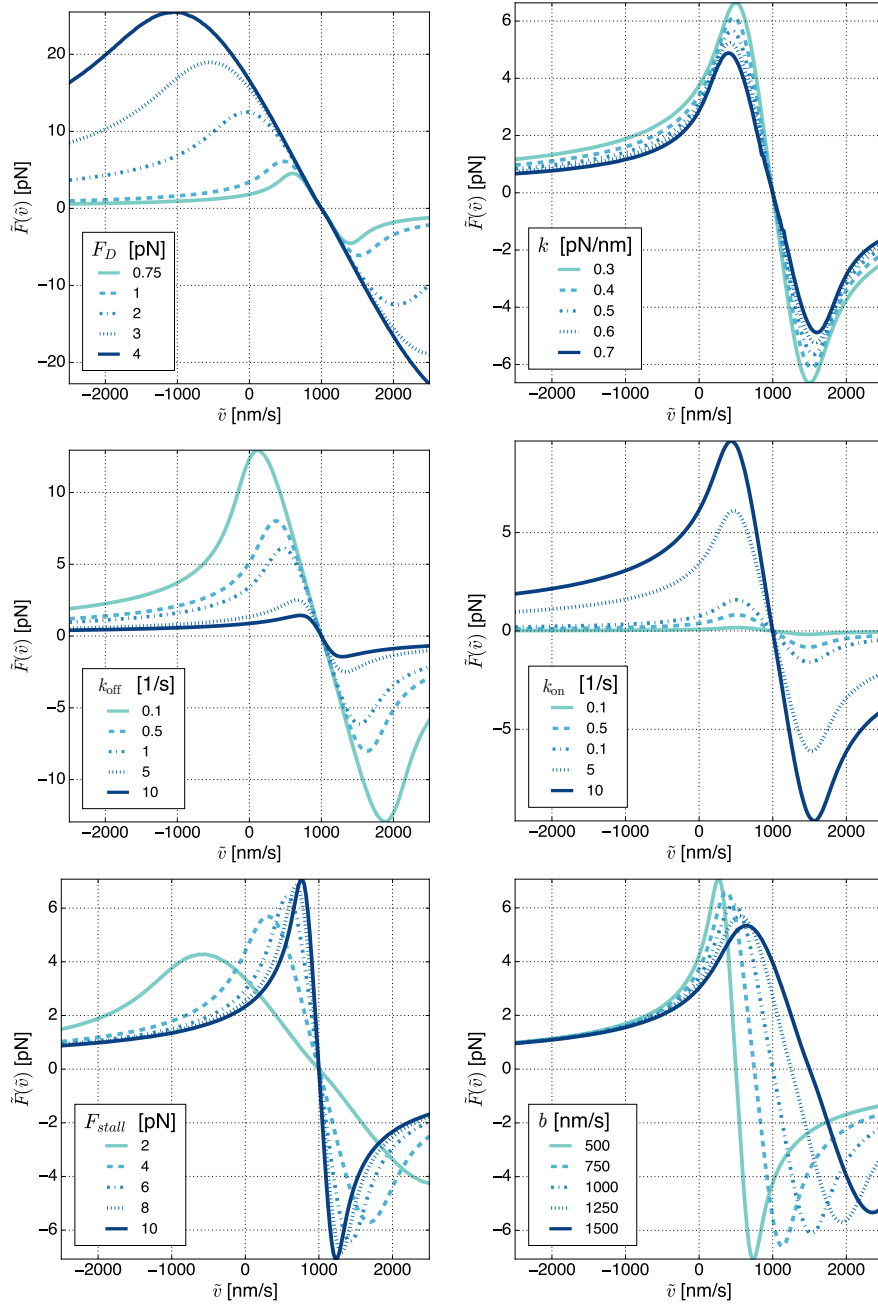 20
10
0
−10
−20
F̃(ṽ) [pN]
F_D [pN]
0.75
1
2
3
4
−2000 −1000 0 1000 2000
ṽ [nm/s]
6
4
2
0
−2
−4
−6
F̃(ṽ) [pN]
k [pN/nm]
0.3
0.4
0.5
0.6
0.7
−2000 −1000 0 1000 2000
ṽ [nm/s]
10
5
0
−5
−10
F̃(ṽ) [pN]
k_off [1/s]
0.1
0.5
1
5
10
−2000 −1000 0 1000 2000
ṽ [nm/s]
5
0
−5
F̃(ṽ) [pN]
k_on [1/s]
0.1
0.5
0.1
5
10
−2000 −1000 0 1000 2000
ṽ [nm/s]
6
4
2
0
−2
−4
−6
F̃(ṽ) [pN]
F_stall [pN]
2
4
6
8
10
−2000 −1000 0 1000 2000
ṽ [nm/s]
6
4
2
0
−2
−4
−6
F̃(ṽ) [pN]
b [nm/s]
500
750
1000
1250
1500
−2000 −1000 0 1000 2000
ṽ [nm/s]